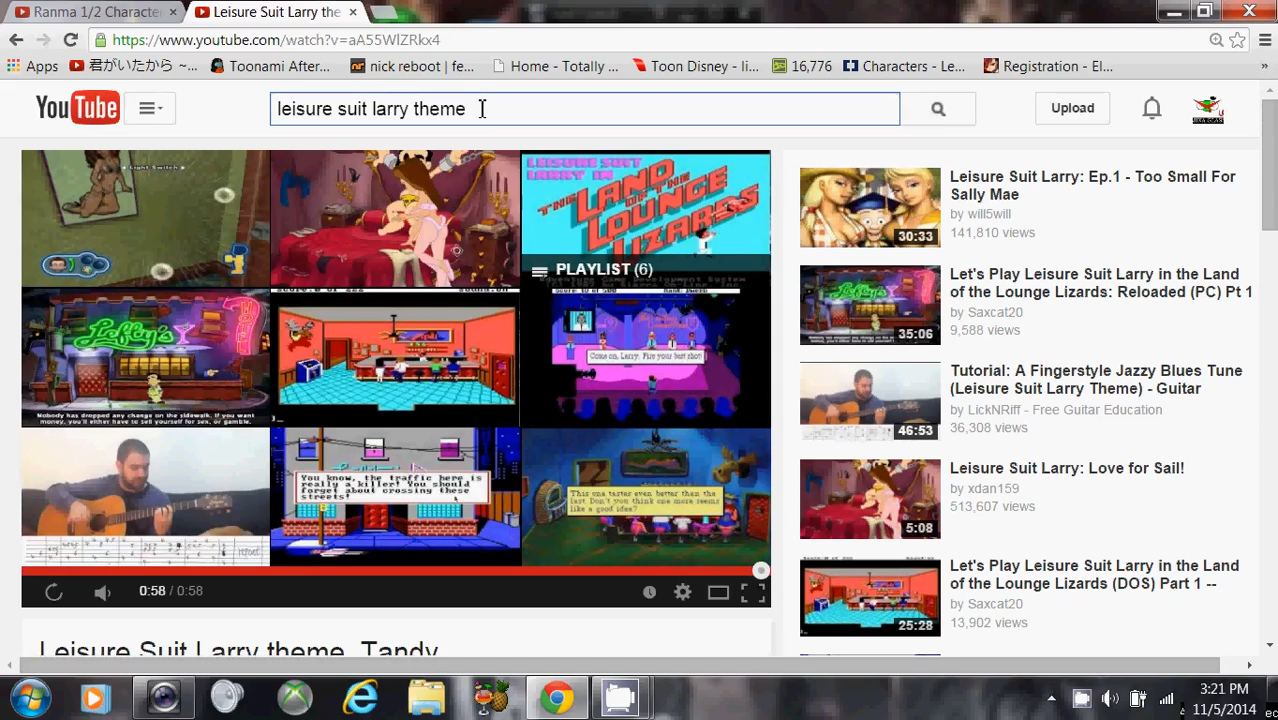 Ranma 1/2 Character
Leisure Suit Larry the
https://www.youtube.com/watch?v=aA55WlZRkx4
Apps
君がいたから ~...
Toonami After...
nick reboot | fe...
Home - Totally ...
Toon Disney - li...
16,776
Characters - Le...
Registration - El...
»
YouTube
leisure suit larry theme
Upload
Light Switch
LEISURE SUIT
LARRY IN
THE LAND
OF THE
LOUNGE
LIZARDS
PLAYLIST (6)
Lefty's
Nobody has dropped any change on the sidewalk. If you want
money, you'll either have to sell yourself for sex, or gamble.
Come on, Larry. Fire your best shot!
You know, the traffic here is
really a killer! You should
forget about crossing these
streets!
This one tastes even better than the
last. Don't you think one more seems
like a good idea?
0:58 / 0:58
Leisure Suit Larry theme, Tandy
Leisure Suit Larry: Ep.1 - Too Small For
Sally Mae
by will5will
141,810 views
30:33
Let's Play Leisure Suit Larry in the Land
of the Lounge Lizards: Reloaded (PC) Pt 1
by Saxcat20
9,588 views
Lefty's
35:06
Tutorial: A Fingerstyle Jazzy Blues Tune
(Leisure Suit Larry Theme) - Guitar
by LickNRiff - Free Guitar Education
36,308 views
46:53
Leisure Suit Larry: Love for Sail!
by xdan159
513,607 views
5:08
Let's Play Leisure Suit Larry in the Land
of the Lounge Lizards (DOS) Part 1 --
by Saxcat20
13,902 views
25:28
3:21 PM
11/5/2014